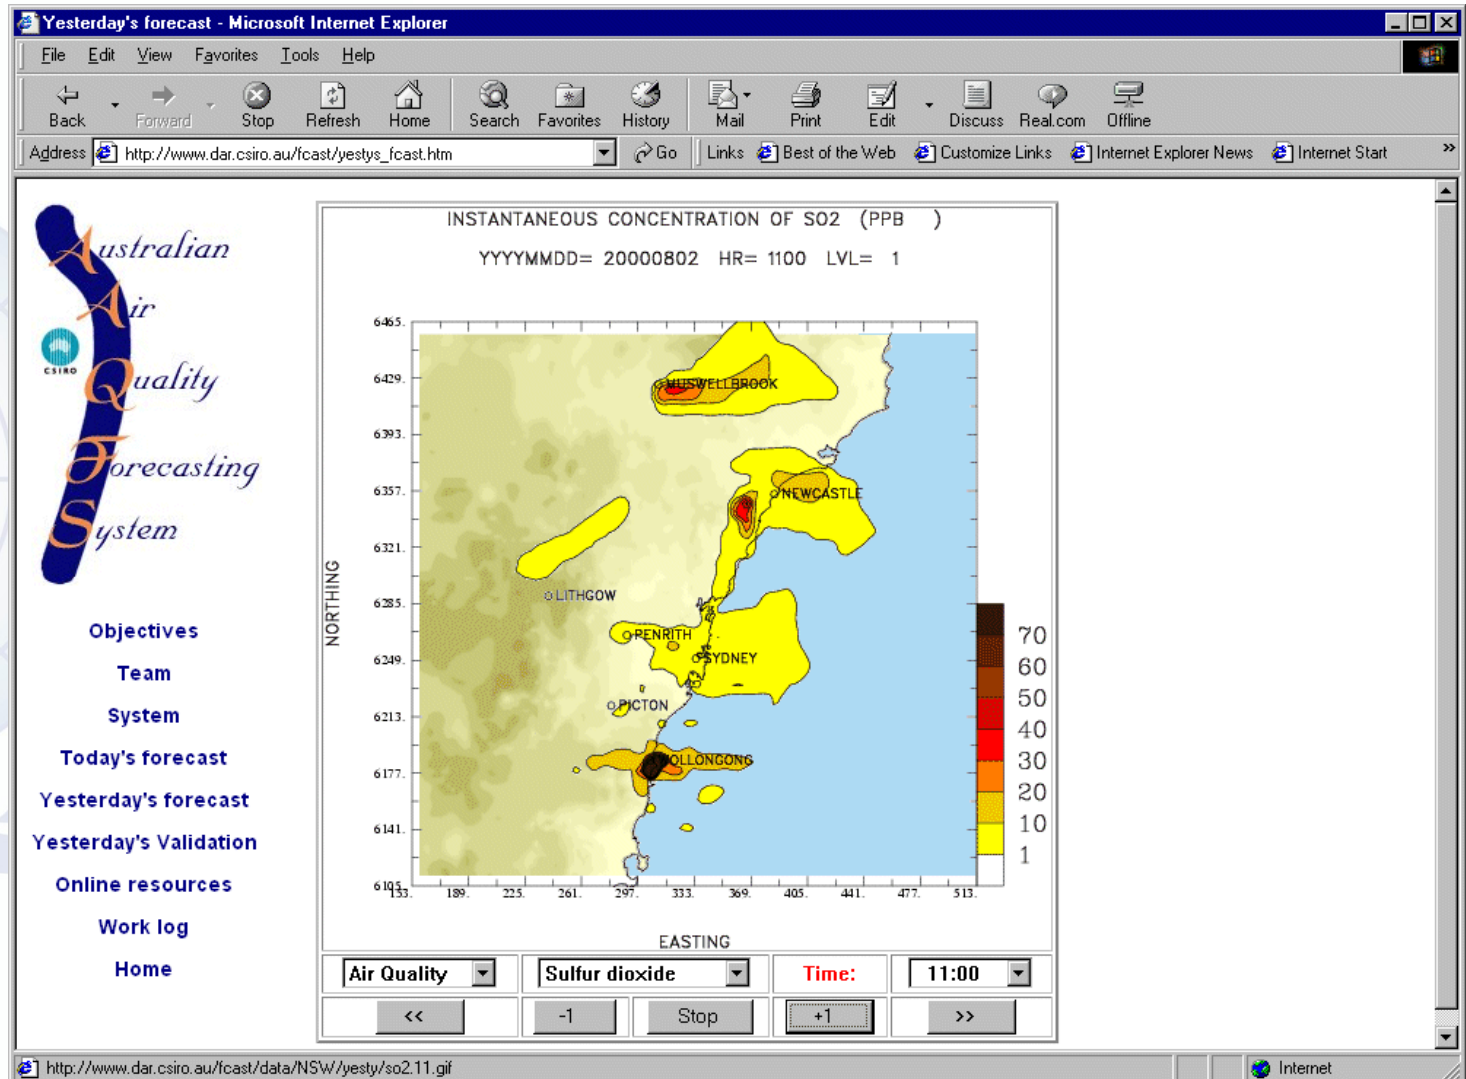 Yesterday's forecast - Microsoft Internet Explorer
File Edit View Favorites Tools Help
Back Forward Stop Refresh Home Search Favorites History Mail Print Edit Discuss Real.com Offline
Address http://www.dar.csiro.au/fcast/yestys_fcast.htm Go Links Best of the Web Customize Links Internet Explorer News Internet Start »
Australian
Air
CSIRO
Quality
Forecasting
System
Objectives
Team
System
Today's forecast
Yesterday's forecast
Yesterday's Validation
Online resources
Work log
Home
INSTANTANEOUS CONCENTRATION OF SO2 (PPB )
YYYYMMDD= 20000802 HR= 1100 LVL= 1
NORTHING
6465.
6429.
6393.
6357.
6321.
6285.
6249.
6213.
6177.
6141.
6105.
MUSWELLBROOK
NEWCASTLE
LITHGOW
PENRITH
SYDNEY
PICTON
WOLLONGONG
70
60
50
40
30
20
10
1
153. 189. 225. 261. 297. 333. 369. 405. 441. 477. 513.
EASTING
Air Quality Sulfur dioxide Time: 11:00
<< -1 Stop +1 >>
http://www.dar.csiro.au/fcast/data/NSW/yesty/so2.11.gif Internet